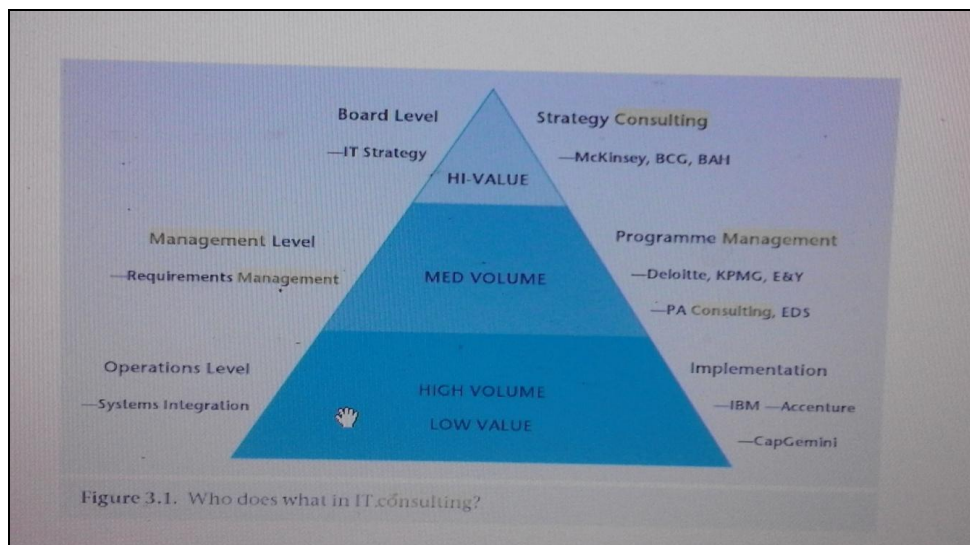 Board Level
Strategy Consulting
—IT Strategy
—McKinsey, BCG, BAH
HI-VALUE
Management Level
Programme Management
—Requirements Management
MED VOLUME
—Deloitte, KPMG, E&Y
—PA Consulting, EDS
Operations Level
Implementation
—Systems Integration
HIGH VOLUME
—IBM —Accenture
LOW VALUE
—CapGemini
Figure 3.1. Who does what in IT consulting?